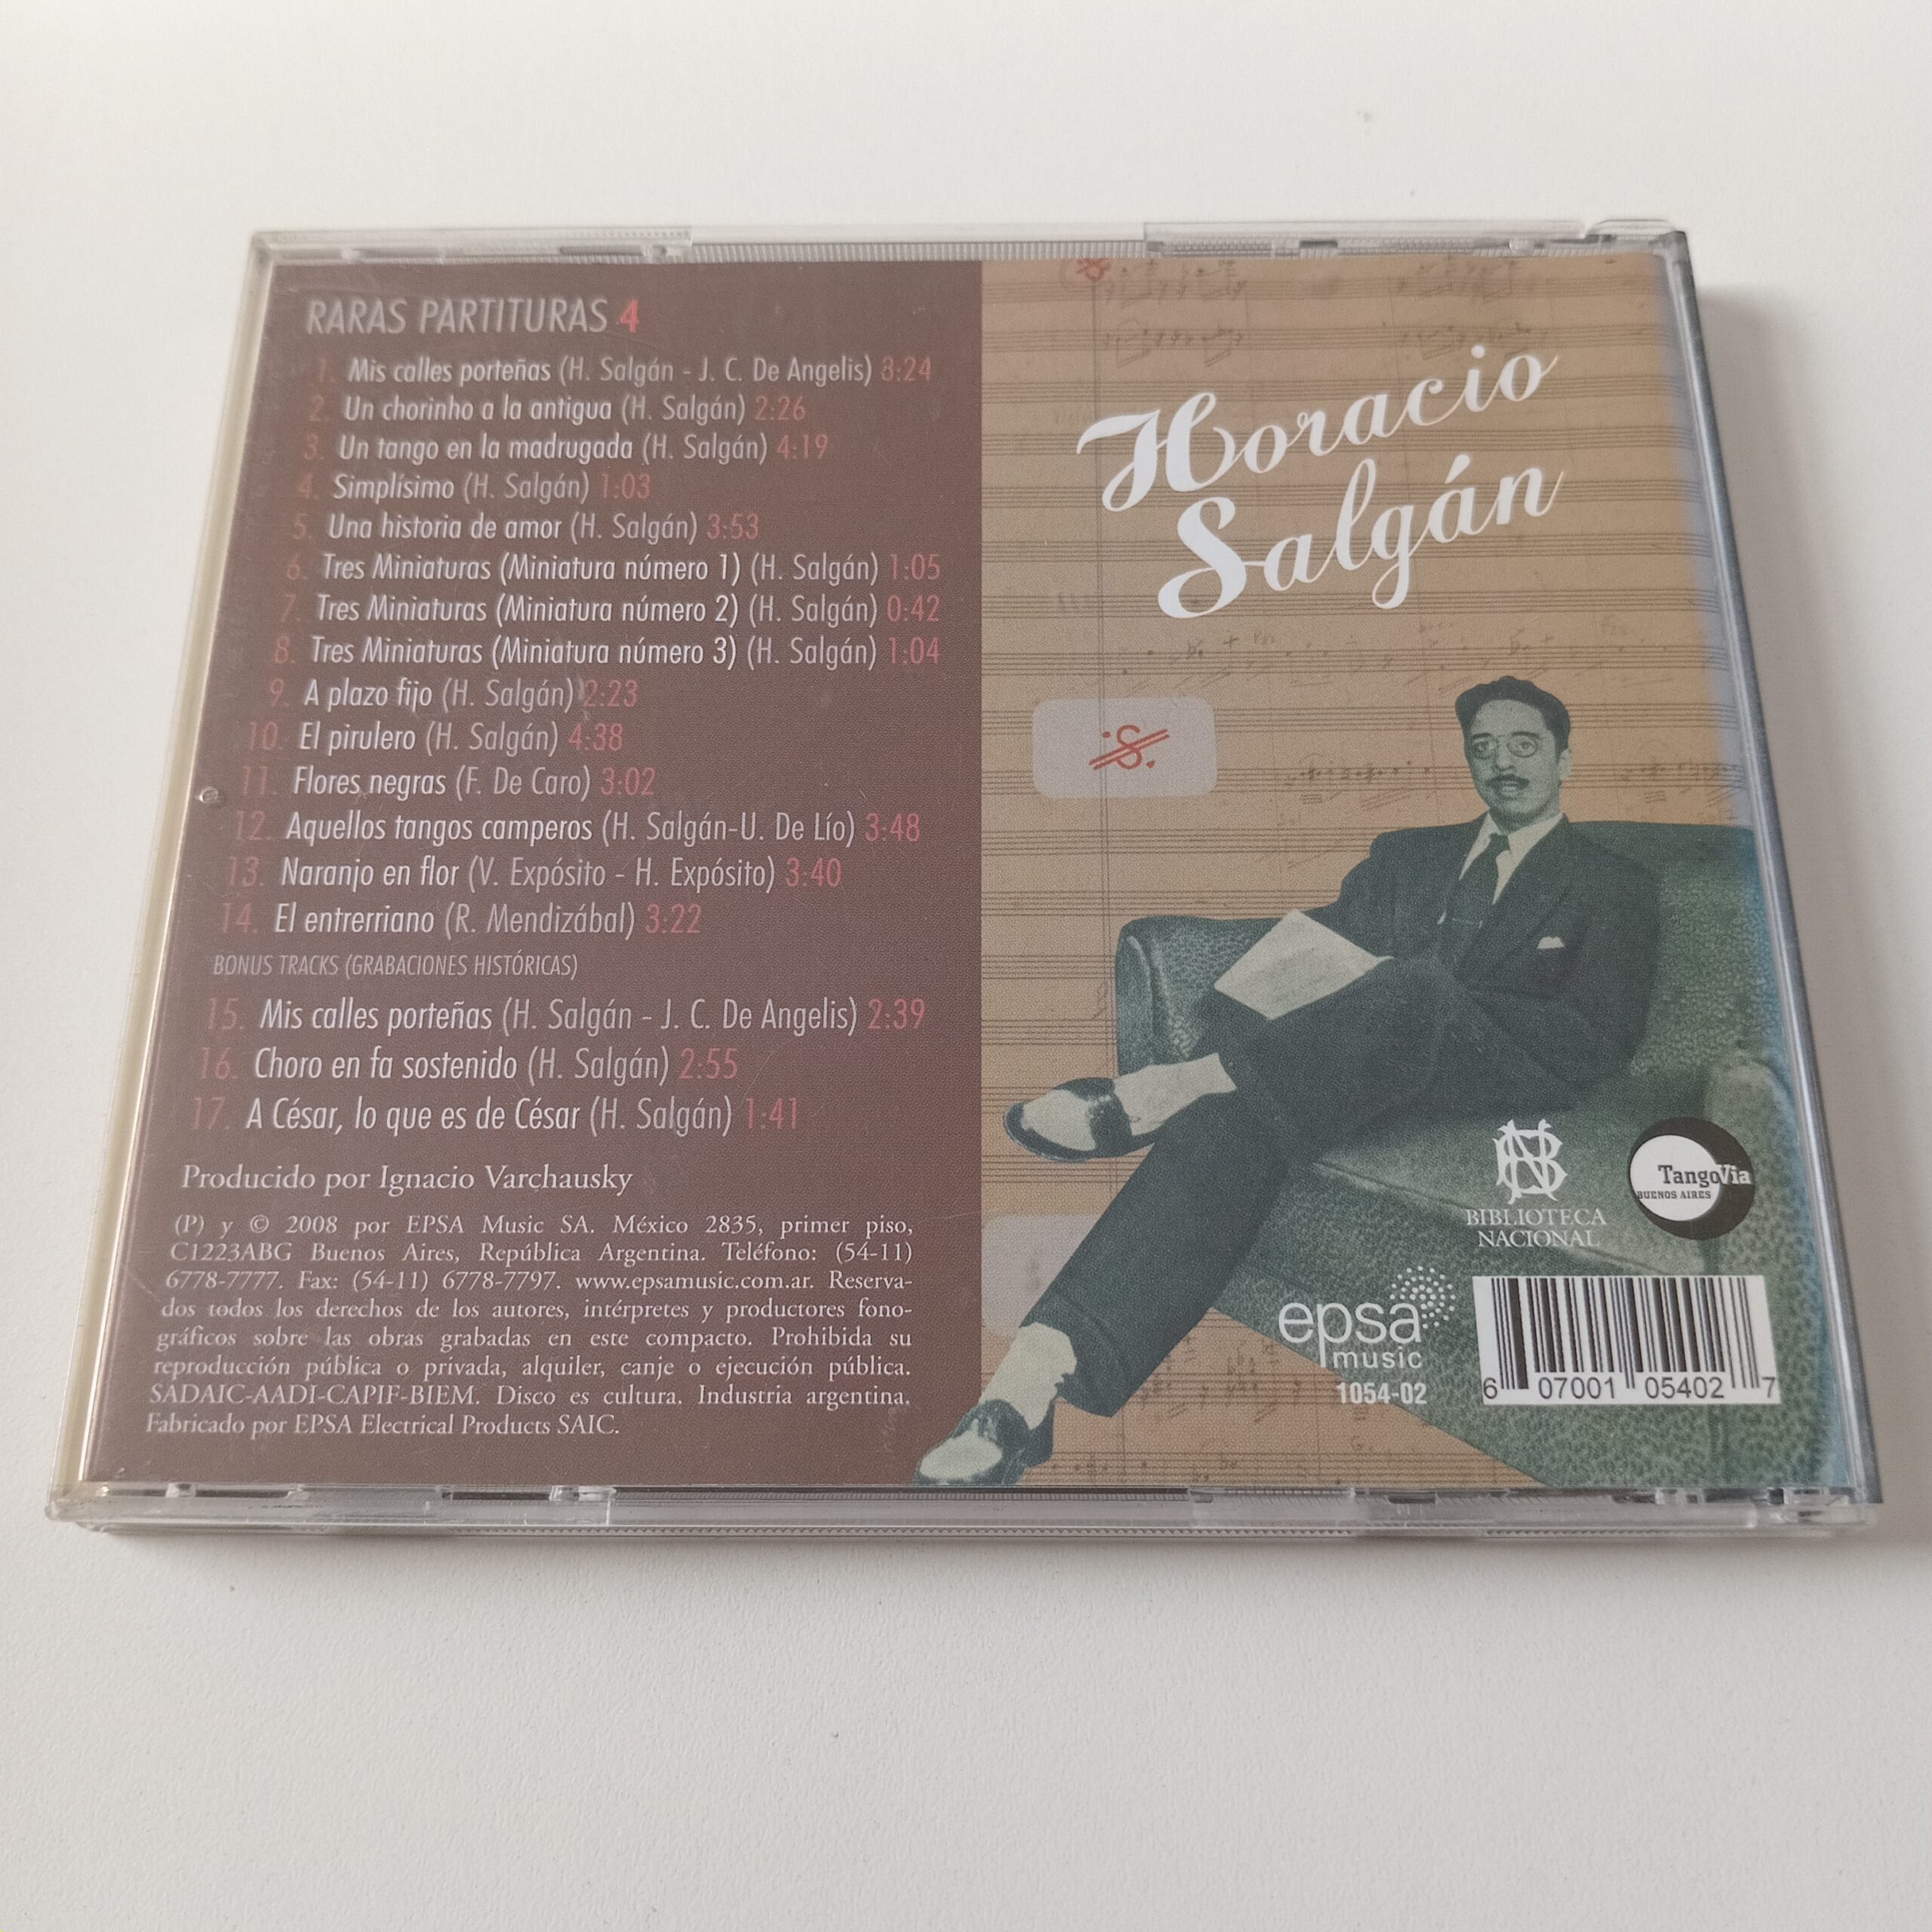 RARAS PARTITURAS 4
1. Mis calles porteñas (H. Salgán - J. C. De Angelis) 3:24
2. Un chorinho a la antigua (H. Salgán) 2:26
3. Un tango en la madrugada (H. Salgán) 4:19
4. Simplísimo (H. Salgán) 1:03
5. Una historia de amor (H. Salgán) 3:53
6. Tres Miniaturas (Miniatura número 1) (H. Salgán) 1:05
7. Tres Miniaturas (Miniatura número 2) (H. Salgán) 0:42
8. Tres Miniaturas (Miniatura número 3) (H. Salgán) 1:04
9. A plazo fijo (H. Salgán) 2:23
10. El pirulero (H. Salgán) 4:38
11. Flores negras (F. De Caro) 3:02
12. Aquellos tangos camperos (H. Salgán-U. De Lío) 3:48
13. Naranjo en flor (V. Expósito - H. Expósito) 3:40
14. El entrerriano (R. Mendizábal) 3:22
BONUS TRACKS (GRABACIONES HISTÓRICAS)
15. Mis calles porteñas (H. Salgán - J. C. De Angelis) 2:39
16. Choro en fa sostenido (H. Salgán) 2:55
17. A César, lo que es de César (H. Salgán) 1:41
Producido por Ignacio Varchausky
(P) y © 2008 por EPSA Music SA. México 2835, primer piso,
C1223ABG Buenos Aires, República Argentina. Teléfono: (54-11)
6778-7777. Fax: (54-11) 6778-7797. www.epsamusic.com.ar. Reserva-
dos todos los derechos de los autores, intérpretes y productores fono-
gráficos sobre las obras grabadas en este compacto. Prohibida su
reproducción pública o privada, alquiler, canje o ejecución pública.
SADAIC-AADI-CAPIF-BIEM. Disco es cultura. Industria argentina.
Fabricado por EPSA Electrical Products SAIC.
Horacio
Salgán
BN
BIBLIOTECA
NACIONAL
TangoVia
BUENOS AIRES
epsa
music
1054-02
6 07001 05402 7